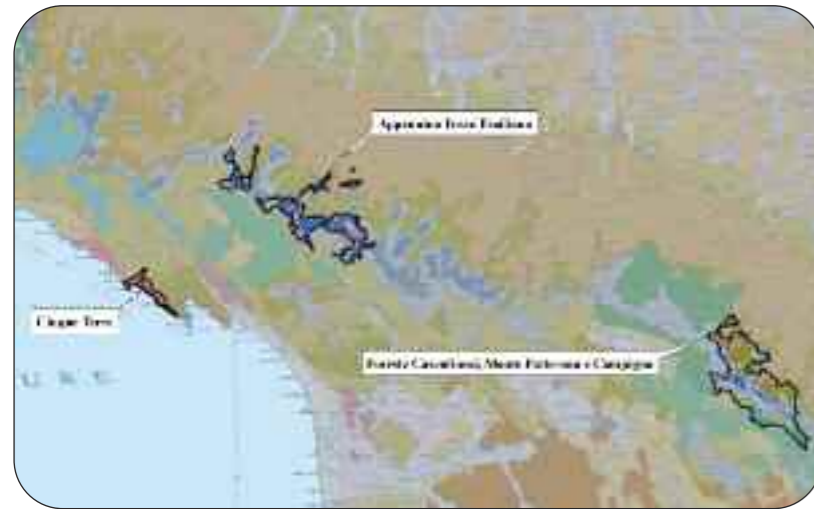 Appennino Tosco Emiliano
Cinque Terre
Foreste Casentinesi, Monte Falterona e Campigna